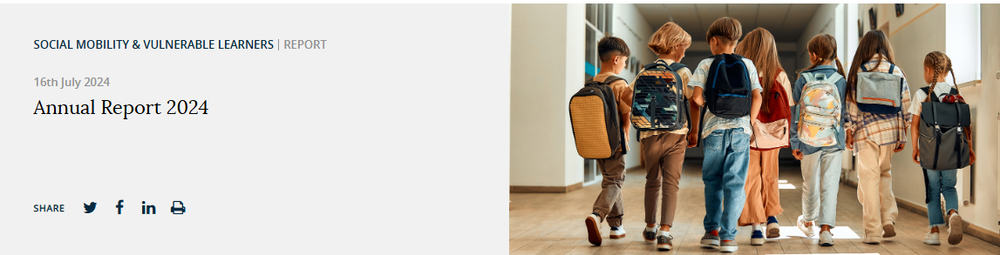 SOCIAL MOBILITY & VULNERABLE LEARNERS | REPORT
16th July 2024
Annual Report 2024
SHARE